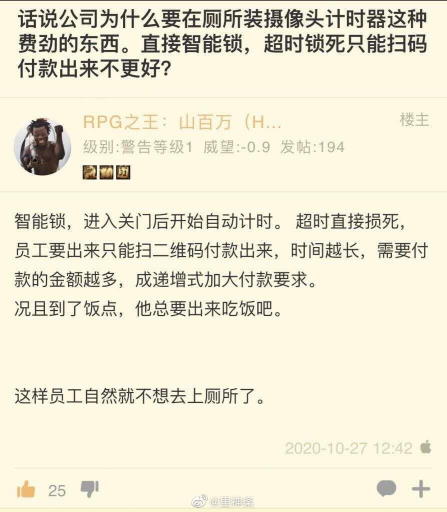 话说公司为什么要在厕所装摄像头计时器这种
费劲的东西。直接智能锁，超时锁死只能扫码
付款出来不更好？
RPG之王：山百万（H...
楼主
级别:警告等级1 威望:-0.9 发帖:194
智能锁，进入关门后开始自动计时。 超时直接损死，
员工要出来只能扫二维码付款出来，时间越长，需要付
款的金额越多，成递增式加大付款要求。
况且到了饭点，他总要出来吃饭吧。
这样员工自然就不想去上厕所了。
2020-10-27 12:42
25